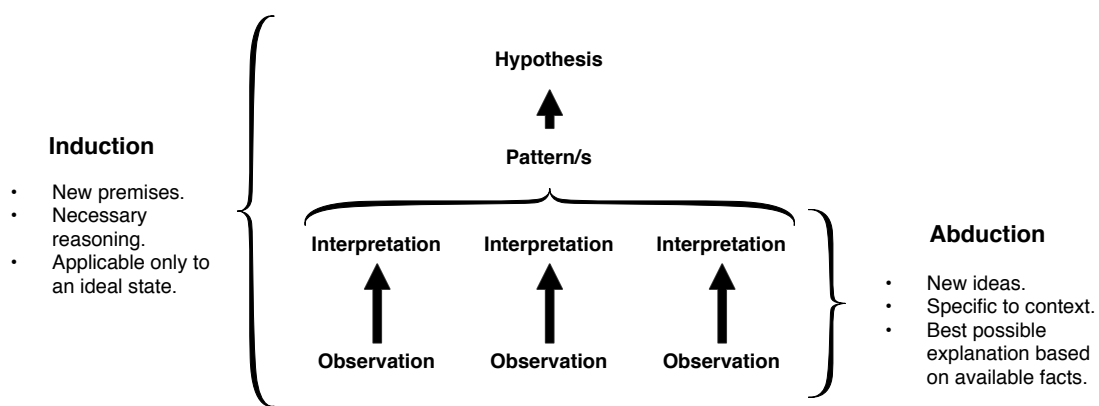 Hypothesis
Pattern/s
Induction
• New premises.
• Necessary
reasoning.
• Applicable only to
an ideal state.
Interpretation Interpretation Interpretation
Observation Observation Observation
Abduction
• New ideas.
• Specific to context.
• Best possible
explanation based
on available facts.